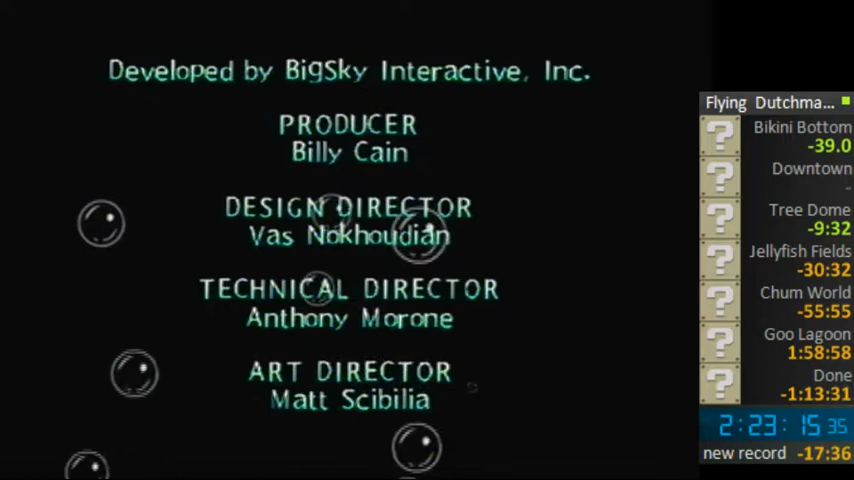 Developed by BigSky Interactive, Inc.
PRODUCER
Billy Cain
DESIGN DIRECTOR
Vas Nokhoudian
TECHNICAL DIRECTOR
Anthony Morone
ART DIRECTOR
Matt Scibilia
Flying Dutchma...
Bikini Bottom
-39.0
Downtown
-
Tree Dome
-9:32
Jellyfish Fields
-30:32
Chum World
-55:55
Goo Lagoon
1:58:58
Done
-1:13:31
2:23:15 35
new record -17:36